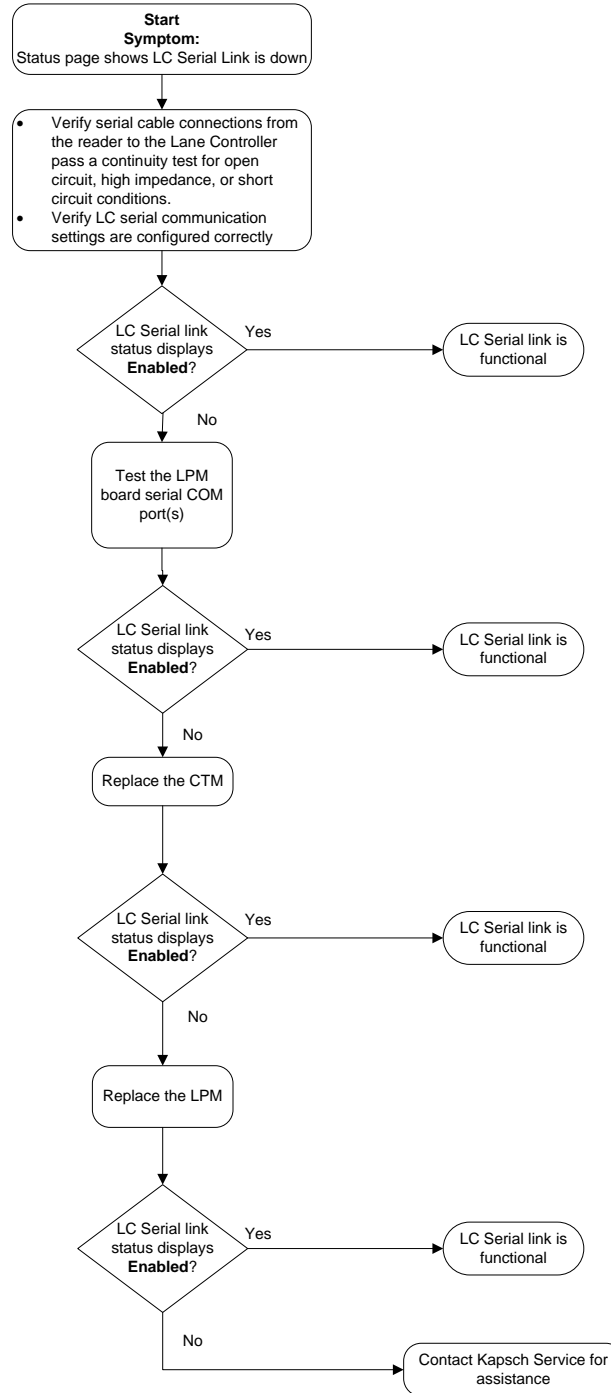 Start
Symptom:
Status page shows LC Serial Link is down
• Verify serial cable connections from
the reader to the Lane Controller
pass a continuity test for open
circuit, high impedance, or short
circuit conditions.
• Verify LC serial communication
settings are configured correctly
LC Serial link
status displays
Enabled?
Yes
LC Serial link is
functional
No
Test the LPM
board serial COM
port(s)
LC Serial link
status displays
Enabled?
Yes
LC Serial link is
functional
No
Replace the CTM
LC Serial link
status displays
Enabled?
Yes
LC Serial link is
functional
No
Replace the LPM
LC Serial link
status displays
Enabled?
Yes
LC Serial link is
functional
No
Contact Kapsch Service for
assistance